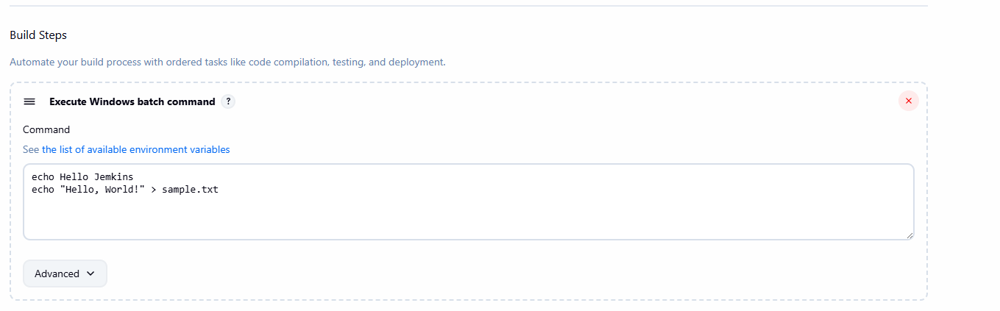 Build Steps
Automate your build process with ordered tasks like code compilation, testing, and deployment.
Execute Windows batch command ?
Command
See the list of available environment variables
echo Hello Jemkins
echo "Hello, World!" > sample.txt
Advanced